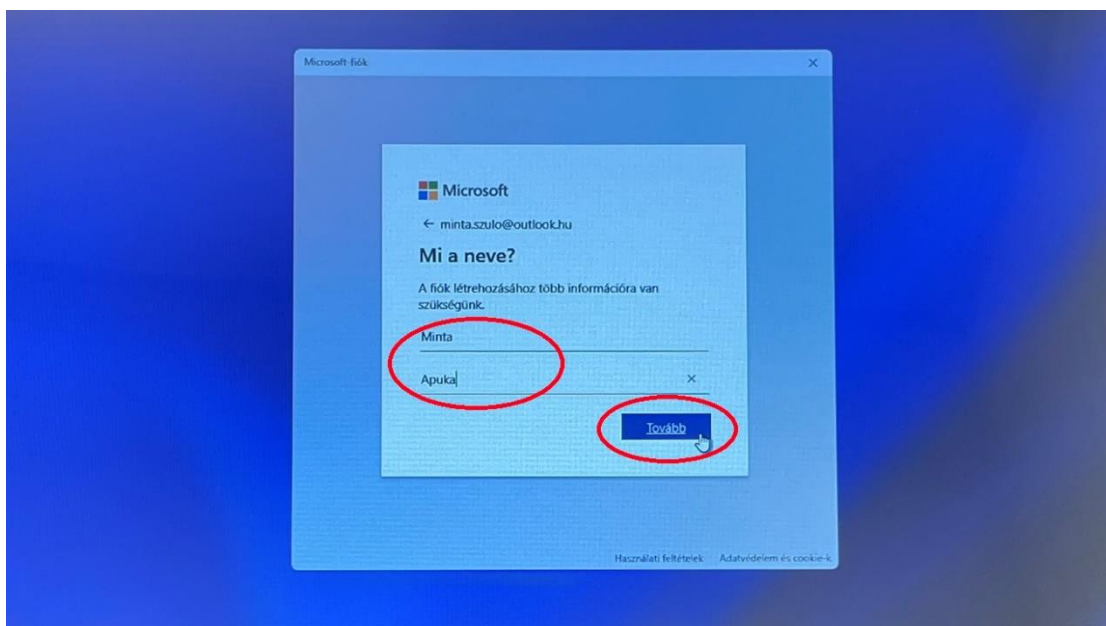 Microsoft-fiók
Microsoft
← minta.szulo@outlook.hu
Mi a neve?
A fiók létrehozásához több információra van
szükségünk.
Minta
Apuka
Tovább
Használati feltételek Adatvédelem és cookie-k